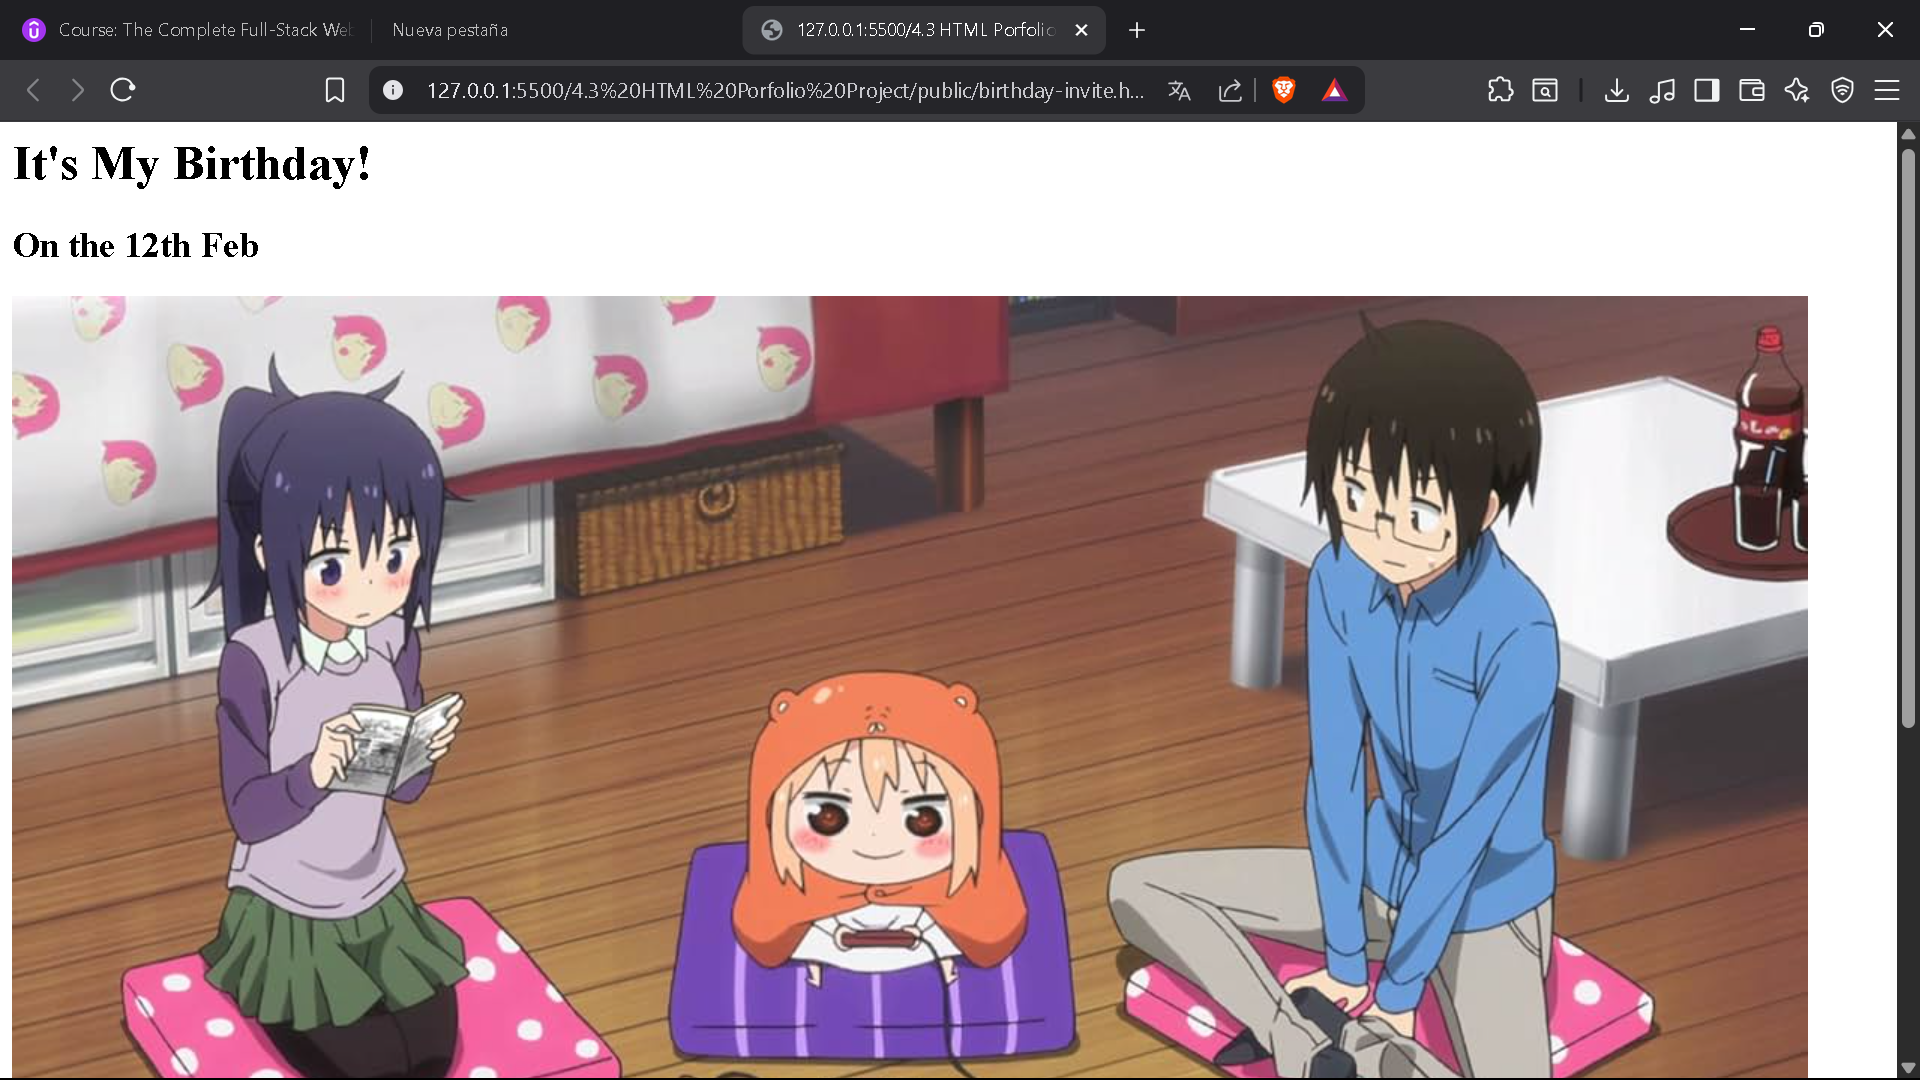 Course: The Complete Full-Stack We
Nueva pestaña
127.0.0.1:5500/4.3 HTML Porfolio
127.0.0.1:5500/4.3%20HTML%20Porfolio%20Project/public/birthday-invite.h...
It's My Birthday!
On the 12th Feb